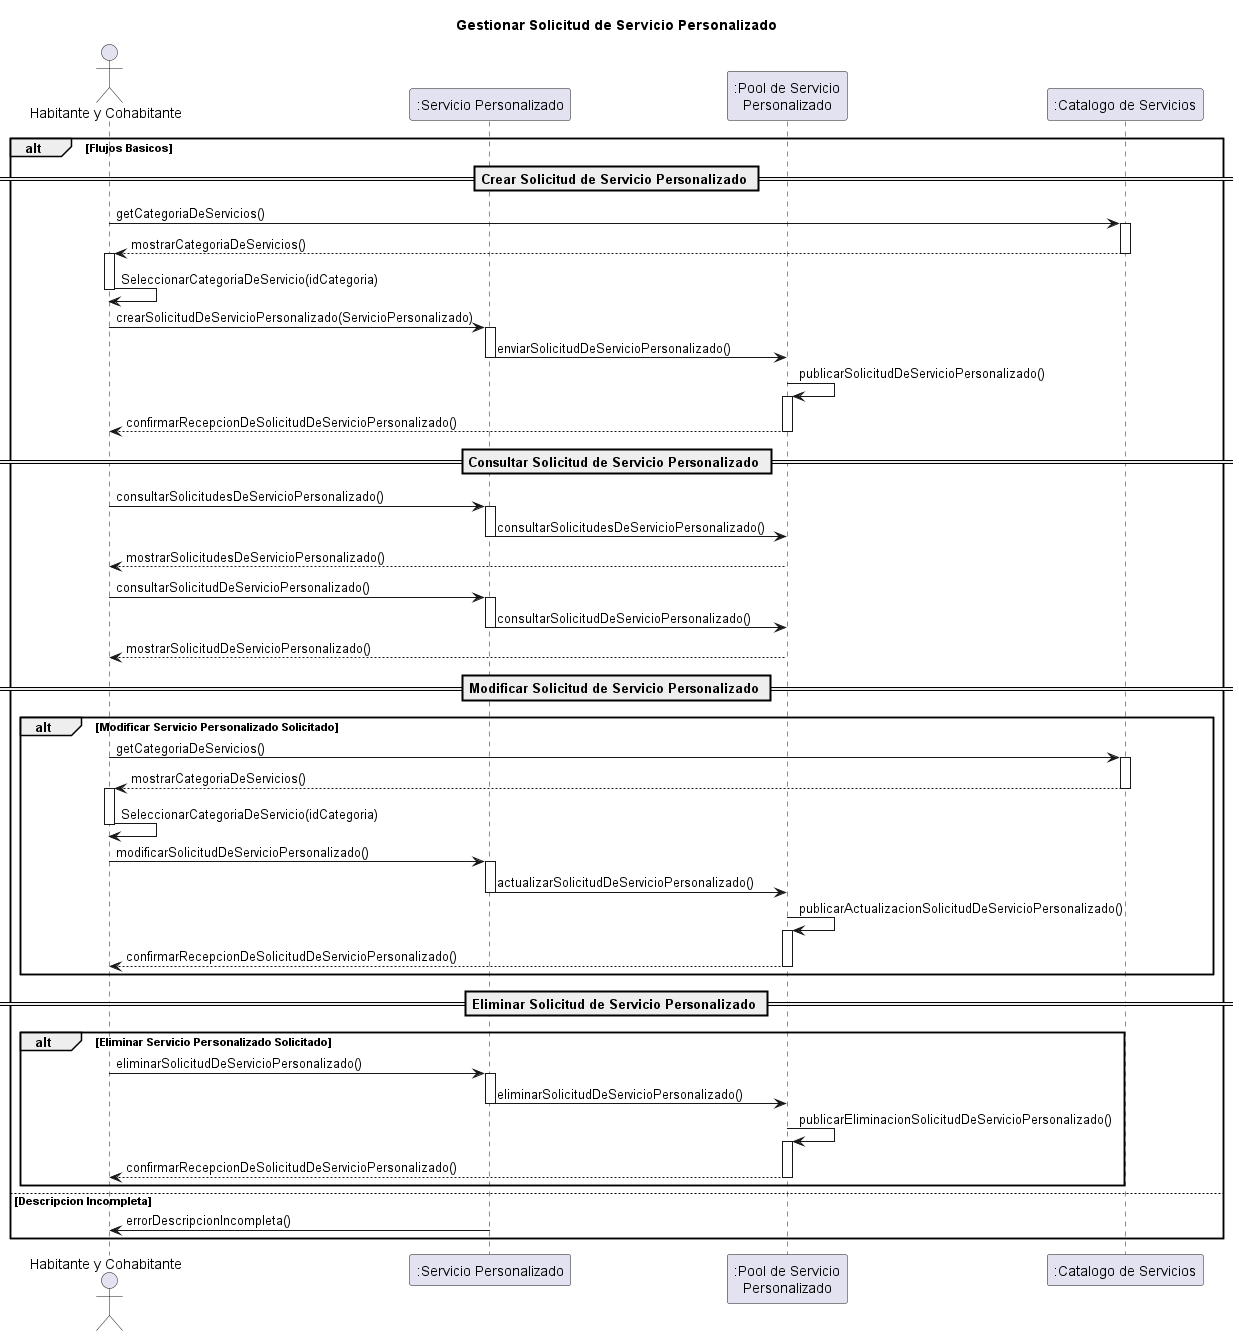 Gestionar Solicitud de Servicio Personalizado
Habitante y Cohabitante
:Servicio Personalizado
:Pool de Servicio
Personalizado
:Catalogo de Servicios
alt [Flujos Basicos]
Crear Solicitud de Servicio Personalizado
getCategoriaDeServicios()
mostrarCategoriaDeServicios()
SeleccionarCategoriaDeServicio(idCategoria)
crearSolicitudDeServicioPersonalizado(ServicioPersonalizado)
enviarSolicitudDeServicioPersonalizado()
publicarSolicitudDeServicioPersonalizado()
confirmarRecepcionDeSolicitudDeServicioPersonalizado()
Consultar Solicitud de Servicio Personalizado
consultarSolicitudesDeServicioPersonalizado()
consultarSolicitudesDeServicioPersonalizado()
mostrarSolicitudesDeServicioPersonalizado()
consultarSolicitudDeServicioPersonalizado()
consultarSolicitudDeServicioPersonalizado()
mostrarSolicitudDeServicioPersonalizado()
Modificar Solicitud de Servicio Personalizado
alt [Modificar Servicio Personalizado Solicitado]
getCategoriaDeServicios()
mostrarCategoriaDeServicios()
SeleccionarCategoriaDeServicio(idCategoria)
modificarSolicitudDeServicioPersonalizado()
actualizarSolicitudDeServicioPersonalizado()
publicarActualizacionSolicitudDeServicioPersonalizado()
confirmarRecepcionDeSolicitudDeServicioPersonalizado()
Eliminar Solicitud de Servicio Personalizado
alt [Eliminar Servicio Personalizado Solicitado]
eliminarSolicitudDeServicioPersonalizado()
eliminarSolicitudDeServicioPersonalizado()
publicarEliminacionSolicitudDeServicioPersonalizado()
confirmarRecepcionDeSolicitudDeServicioPersonalizado()
[Descripcion Incompleta]
errorDescripcionIncompleta()
Habitante y Cohabitante
:Servicio Personalizado
:Pool de Servicio
Personalizado
:Catalogo de Servicios